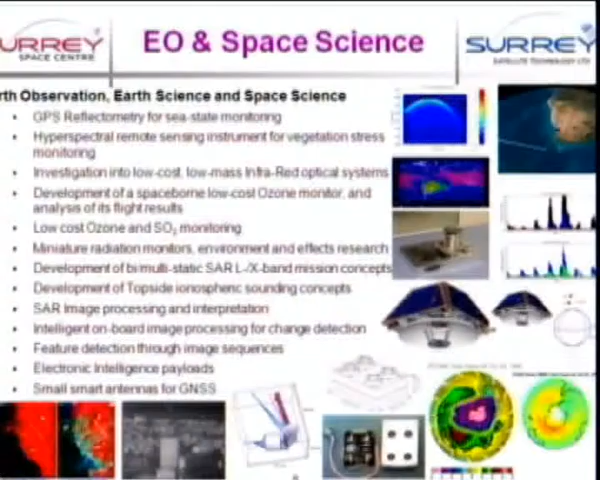 URREY
SPACE CENTRE
EO & Space Science
SURREY
SATELLITE TECHNOLOGY LTD
rth Observation, Earth Science and Space Science
• GPS Reflectometry for sea-state monitoring
• Hyperspectral remote sensing instrument for vegetation stress
monitoring
• Investigation into low-cost, low-mass Infra-Red optical systems
• Development of a spaceborne low-cost Ozone monitor, and
analysis of its flight results
• Low cost Ozone and SO₂ monitoring
• Miniature radiation monitors, environment and effects research
• Development of bi multi-static SAR L-/X-band mission concepts
• Development of Topside ionospheric sounding concepts
• SAR Image processing and interpretation
• Intelligent on-board image processing for change detection
• Feature detection through image sequences
• Electronic Intelligence payloads
• Small smart antennas for GNSS